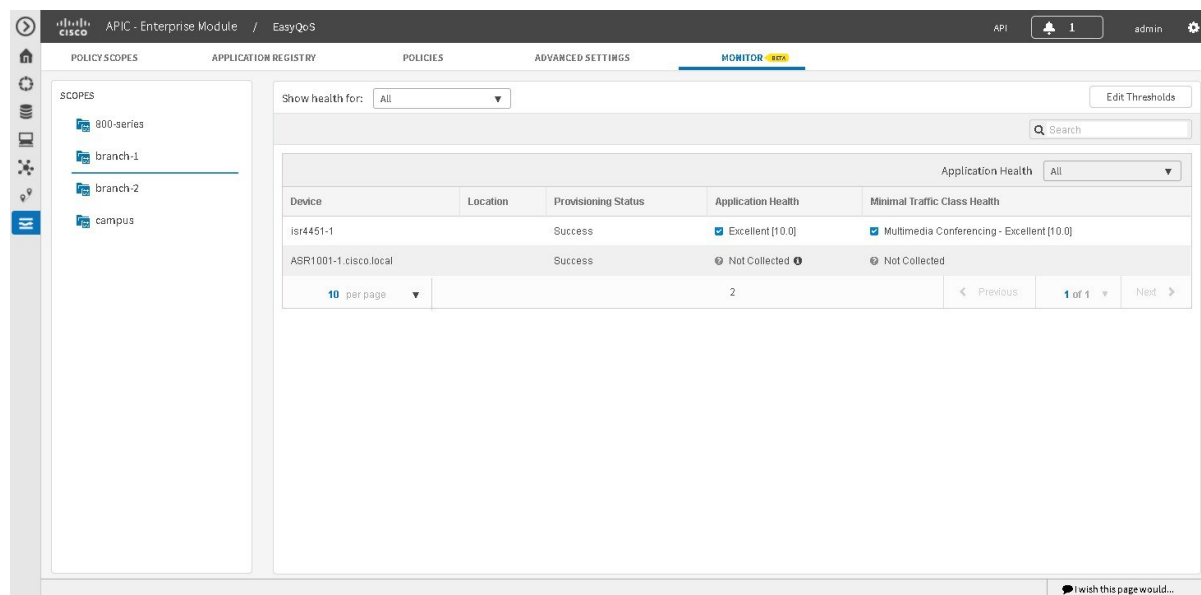 CISCO APIC - Enterprise Module / EasyQoS API 1 admin
POLICY SCOPES APPLICATION REGISTRY POLICIES ADVANCED SETTINGS MONITOR BETA
SCOPES
800-series
branch-1
branch-2
campus
Show health for: All Edit Thresholds
Search
Application Health All
Device Location Provisioning Status Application Health Minimal Traffic Class Health
isr4451-1 Success Excellent [10.0] Multimedia Conferencing - Excellent [10.0]
ASR1001-1.cisco.local Success Not Collected Not Collected
10 per page 2 Previous 1 of 1 Next
I wish this page would...